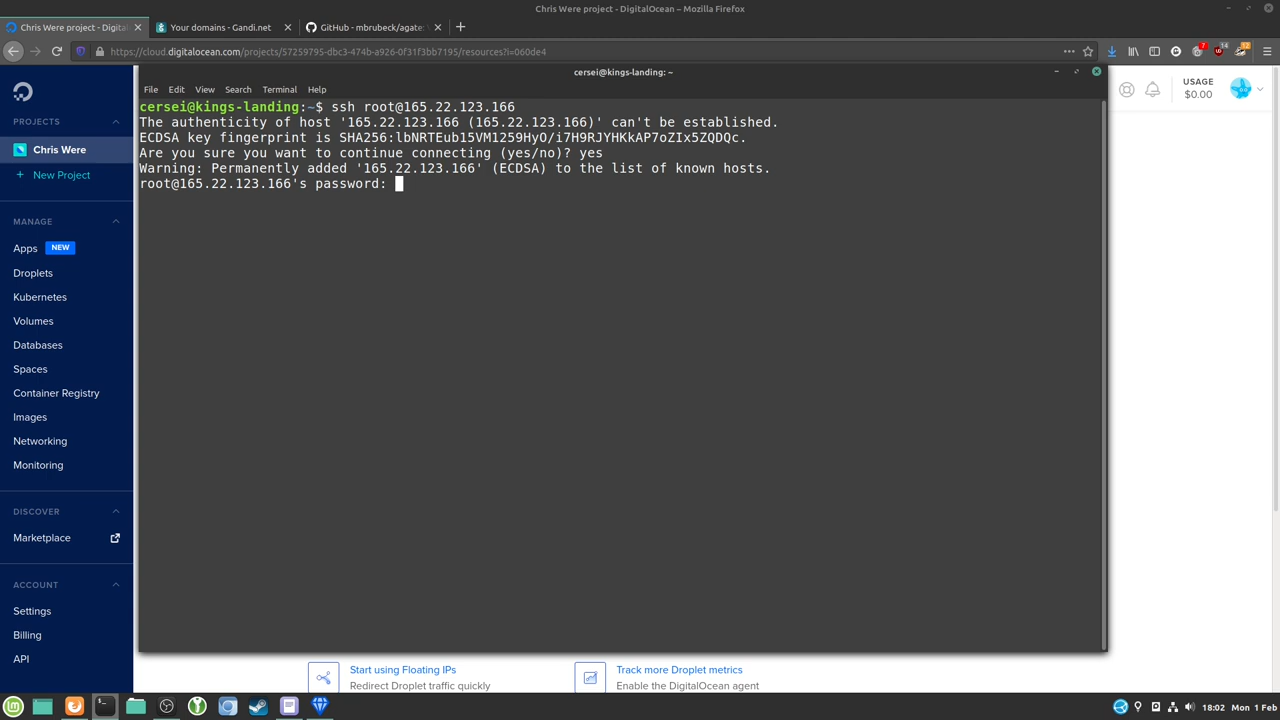 Chris Were project - DigitalOcean – Mozilla Firefox
Chris Were project - Digital
Your domains - Gandi.net
GitHub - mbrubeck/agate:
https://cloud.digitalocean.com/projects/57259795-dbc3-474b-a926-0f31f3bb7195/resources?i=060de4
7
14
12
cersei@kings-landing: ~
File Edit View Search Terminal Help
cersei@kings-landing:~$ ssh root@165.22.123.166
The authenticity of host '165.22.123.166 (165.22.123.166)' can't be established.
ECDSA key fingerprint is SHA256:lbNRTEub15VM1259HyO/i7H9RJYHKkAP7oZIx5ZQDQc.
Are you sure you want to continue connecting (yes/no)? yes
Warning: Permanently added '165.22.123.166' (ECDSA) to the list of known hosts.
root@165.22.123.166's password:
PROJECTS
Chris Were
+ New Project
MANAGE
Apps NEW
Droplets
Kubernetes
Volumes
Databases
Spaces
Container Registry
Images
Networking
Monitoring
DISCOVER
Marketplace
ACCOUNT
Settings
Billing
API
USAGE
$0.00
Start using Floating IPs
Redirect Droplet traffic quickly
Track more Droplet metrics
Enable the DigitalOcean agent
18:02 Mon 1 Feb